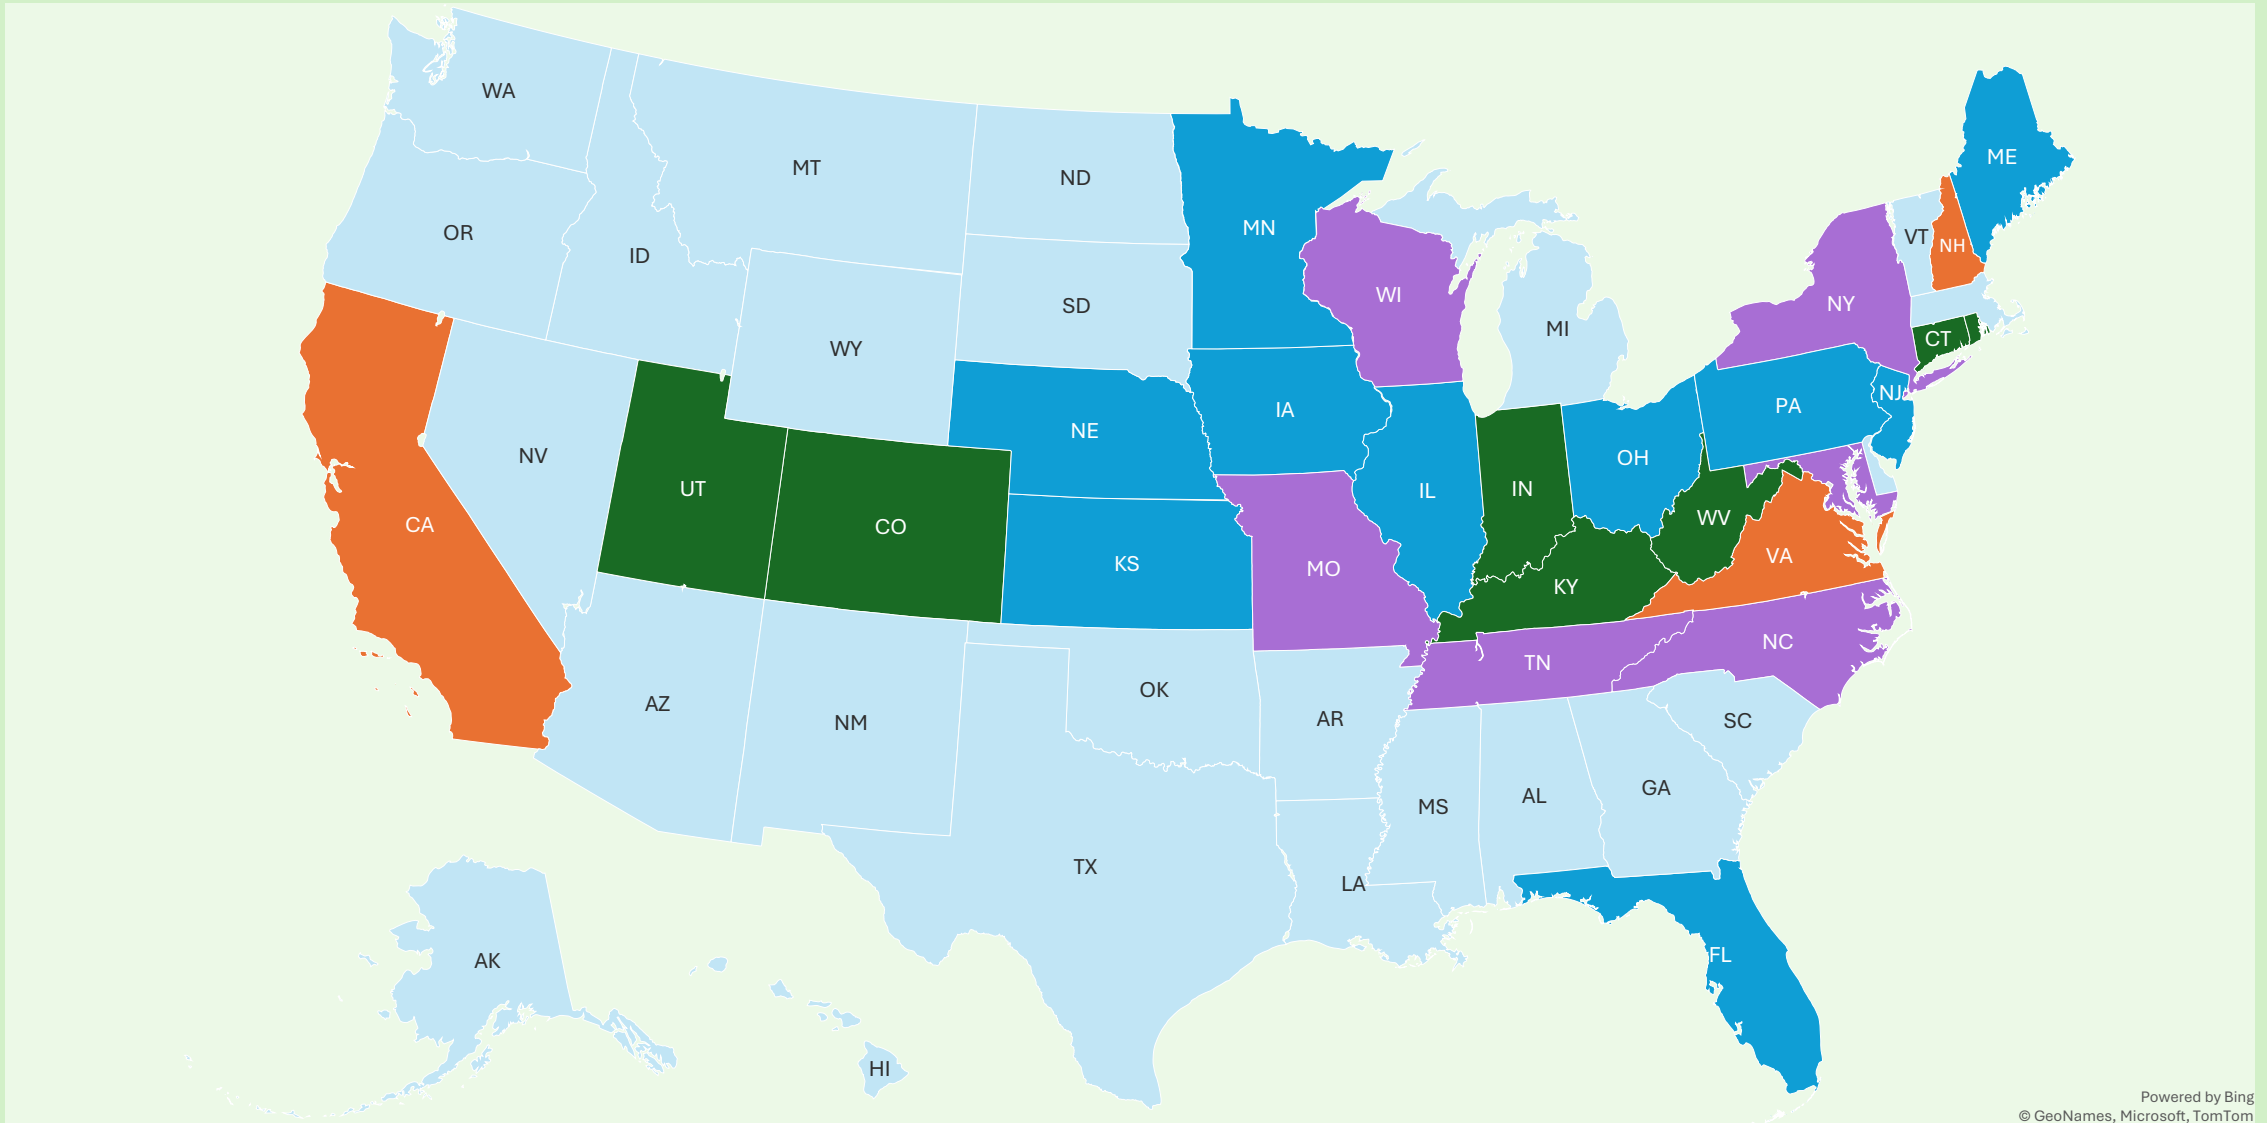 WA
MT
ND
MN
ME
OR
ID
SD
WI
MI
NY
VT
NH
WY
CT
NV
NE
IA
IL
IN
OH
PA
NJ
UT
CO
KS
MO
KY
WV
VA
CA
AZ
NM
OK
AR
TN
NC
SC
TX
LA
MS
AL
GA
FL
AK
HI
Powered by Bing
© GeoNames, Microsoft, TomTom